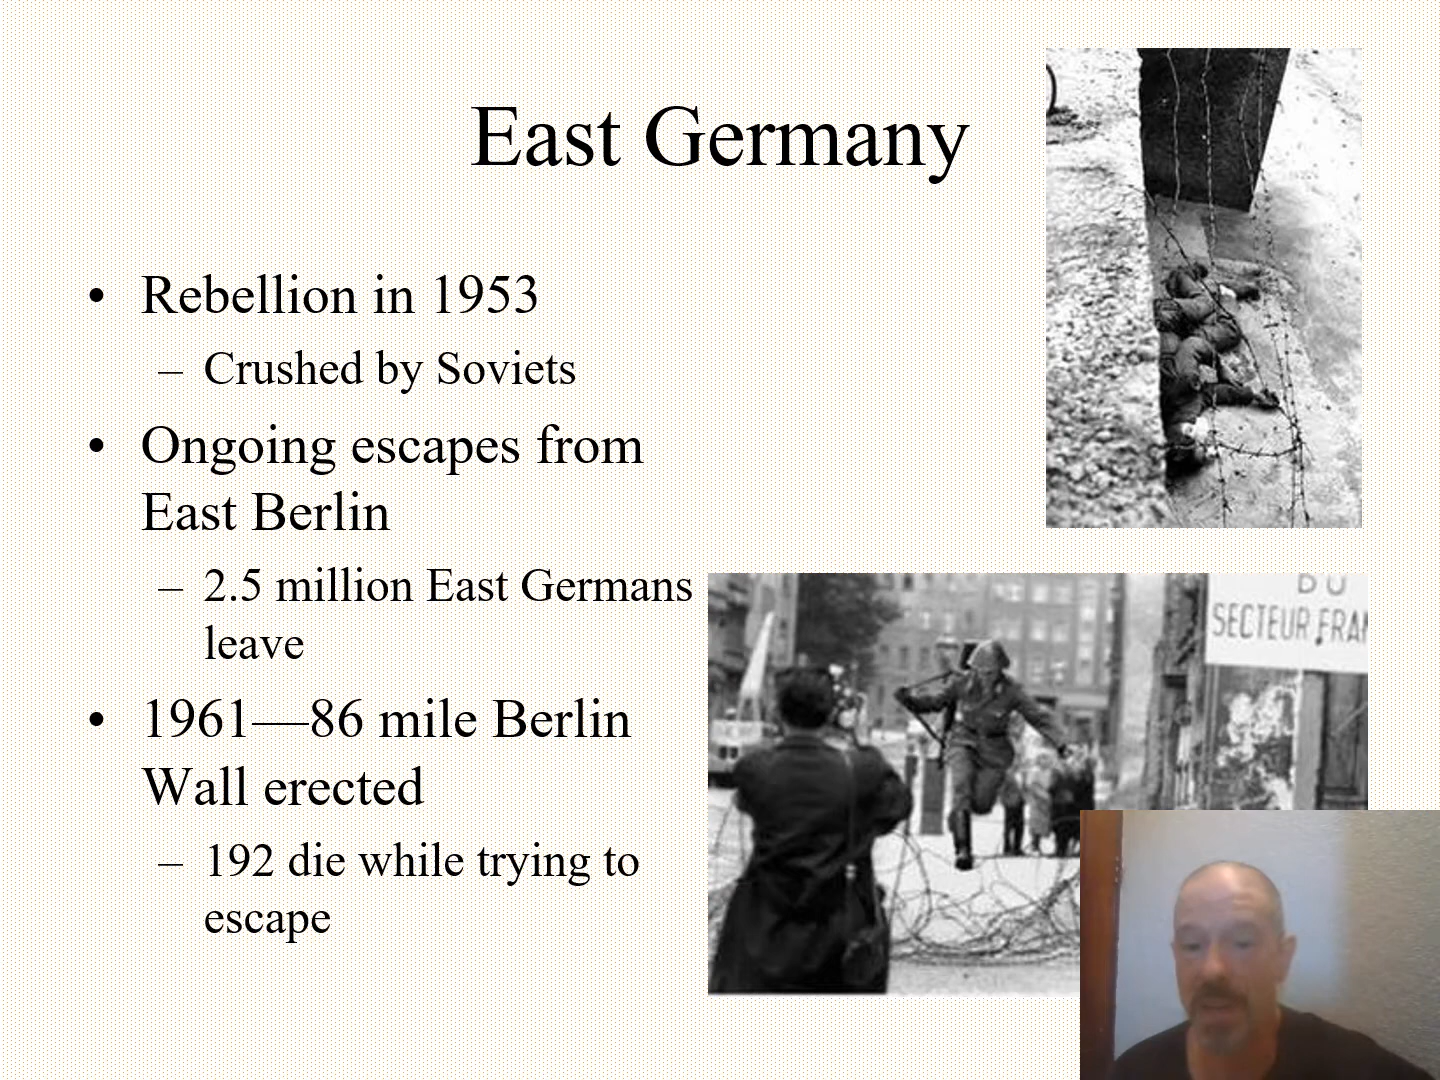 East Germany
• Rebellion in 1953
– Crushed by Soviets
• Ongoing escapes from
East Berlin
– 2.5 million East Germans
leave
• 1961—86 mile Berlin
Wall erected
– 192 die while trying to
escape
DU
SECTEUR FRA